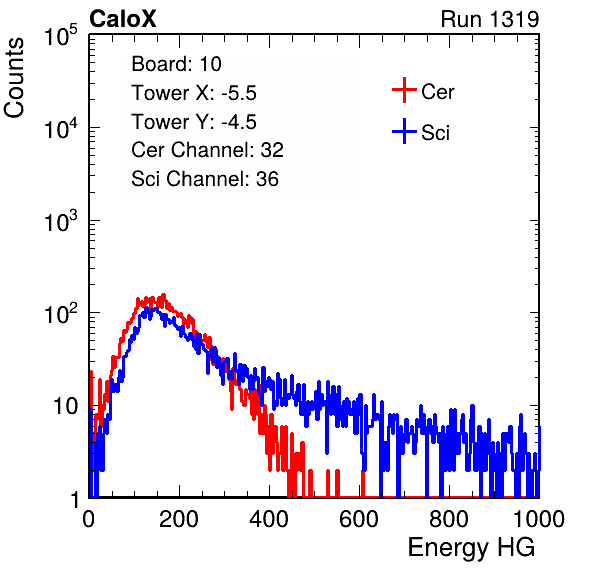 CaloX Run 1319
Counts
10^5
10^4
10^3
10^2
10
1
Board: 10
Tower X: -5.5
Tower Y: -4.5
Cer Channel: 32
Sci Channel: 36
Cer
Sci
0 200 400 600 800 1000
Energy HG